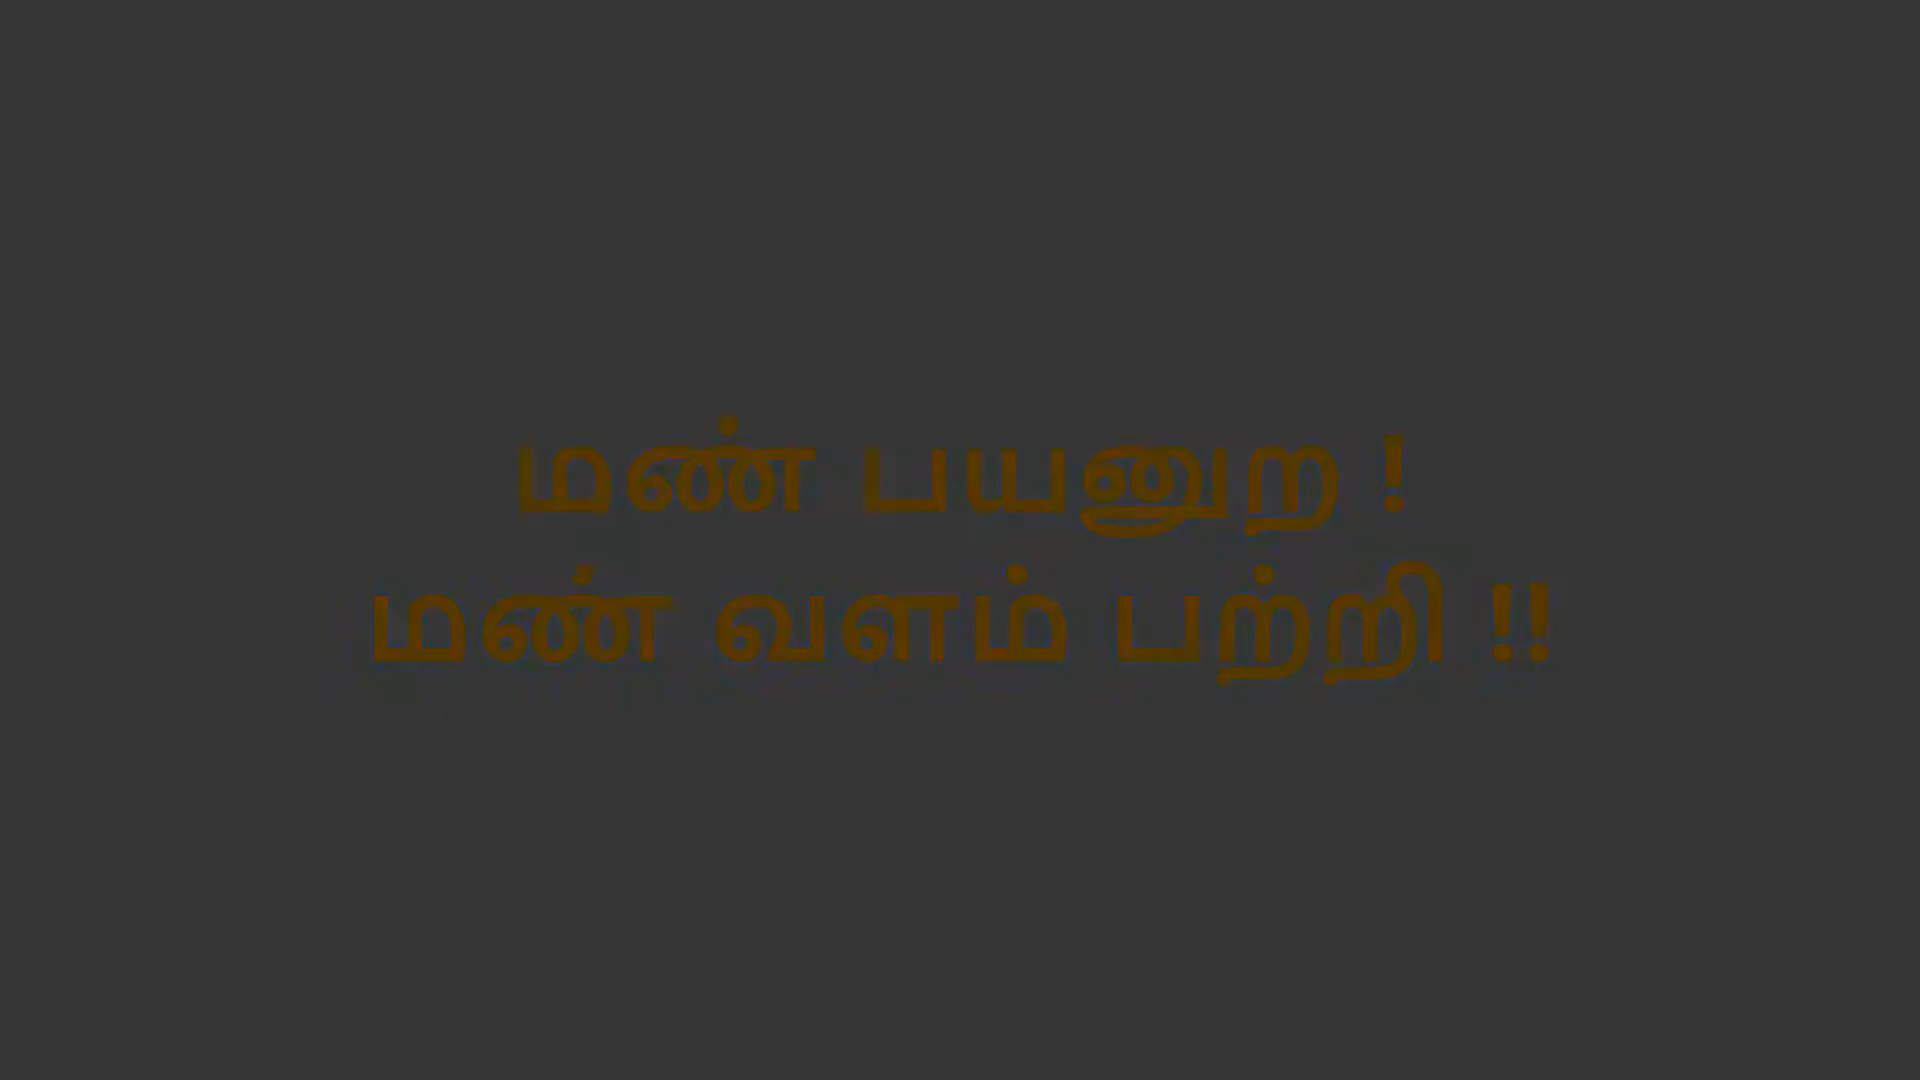 மண் பயனுற !
மண் வளம் பற்றி !!